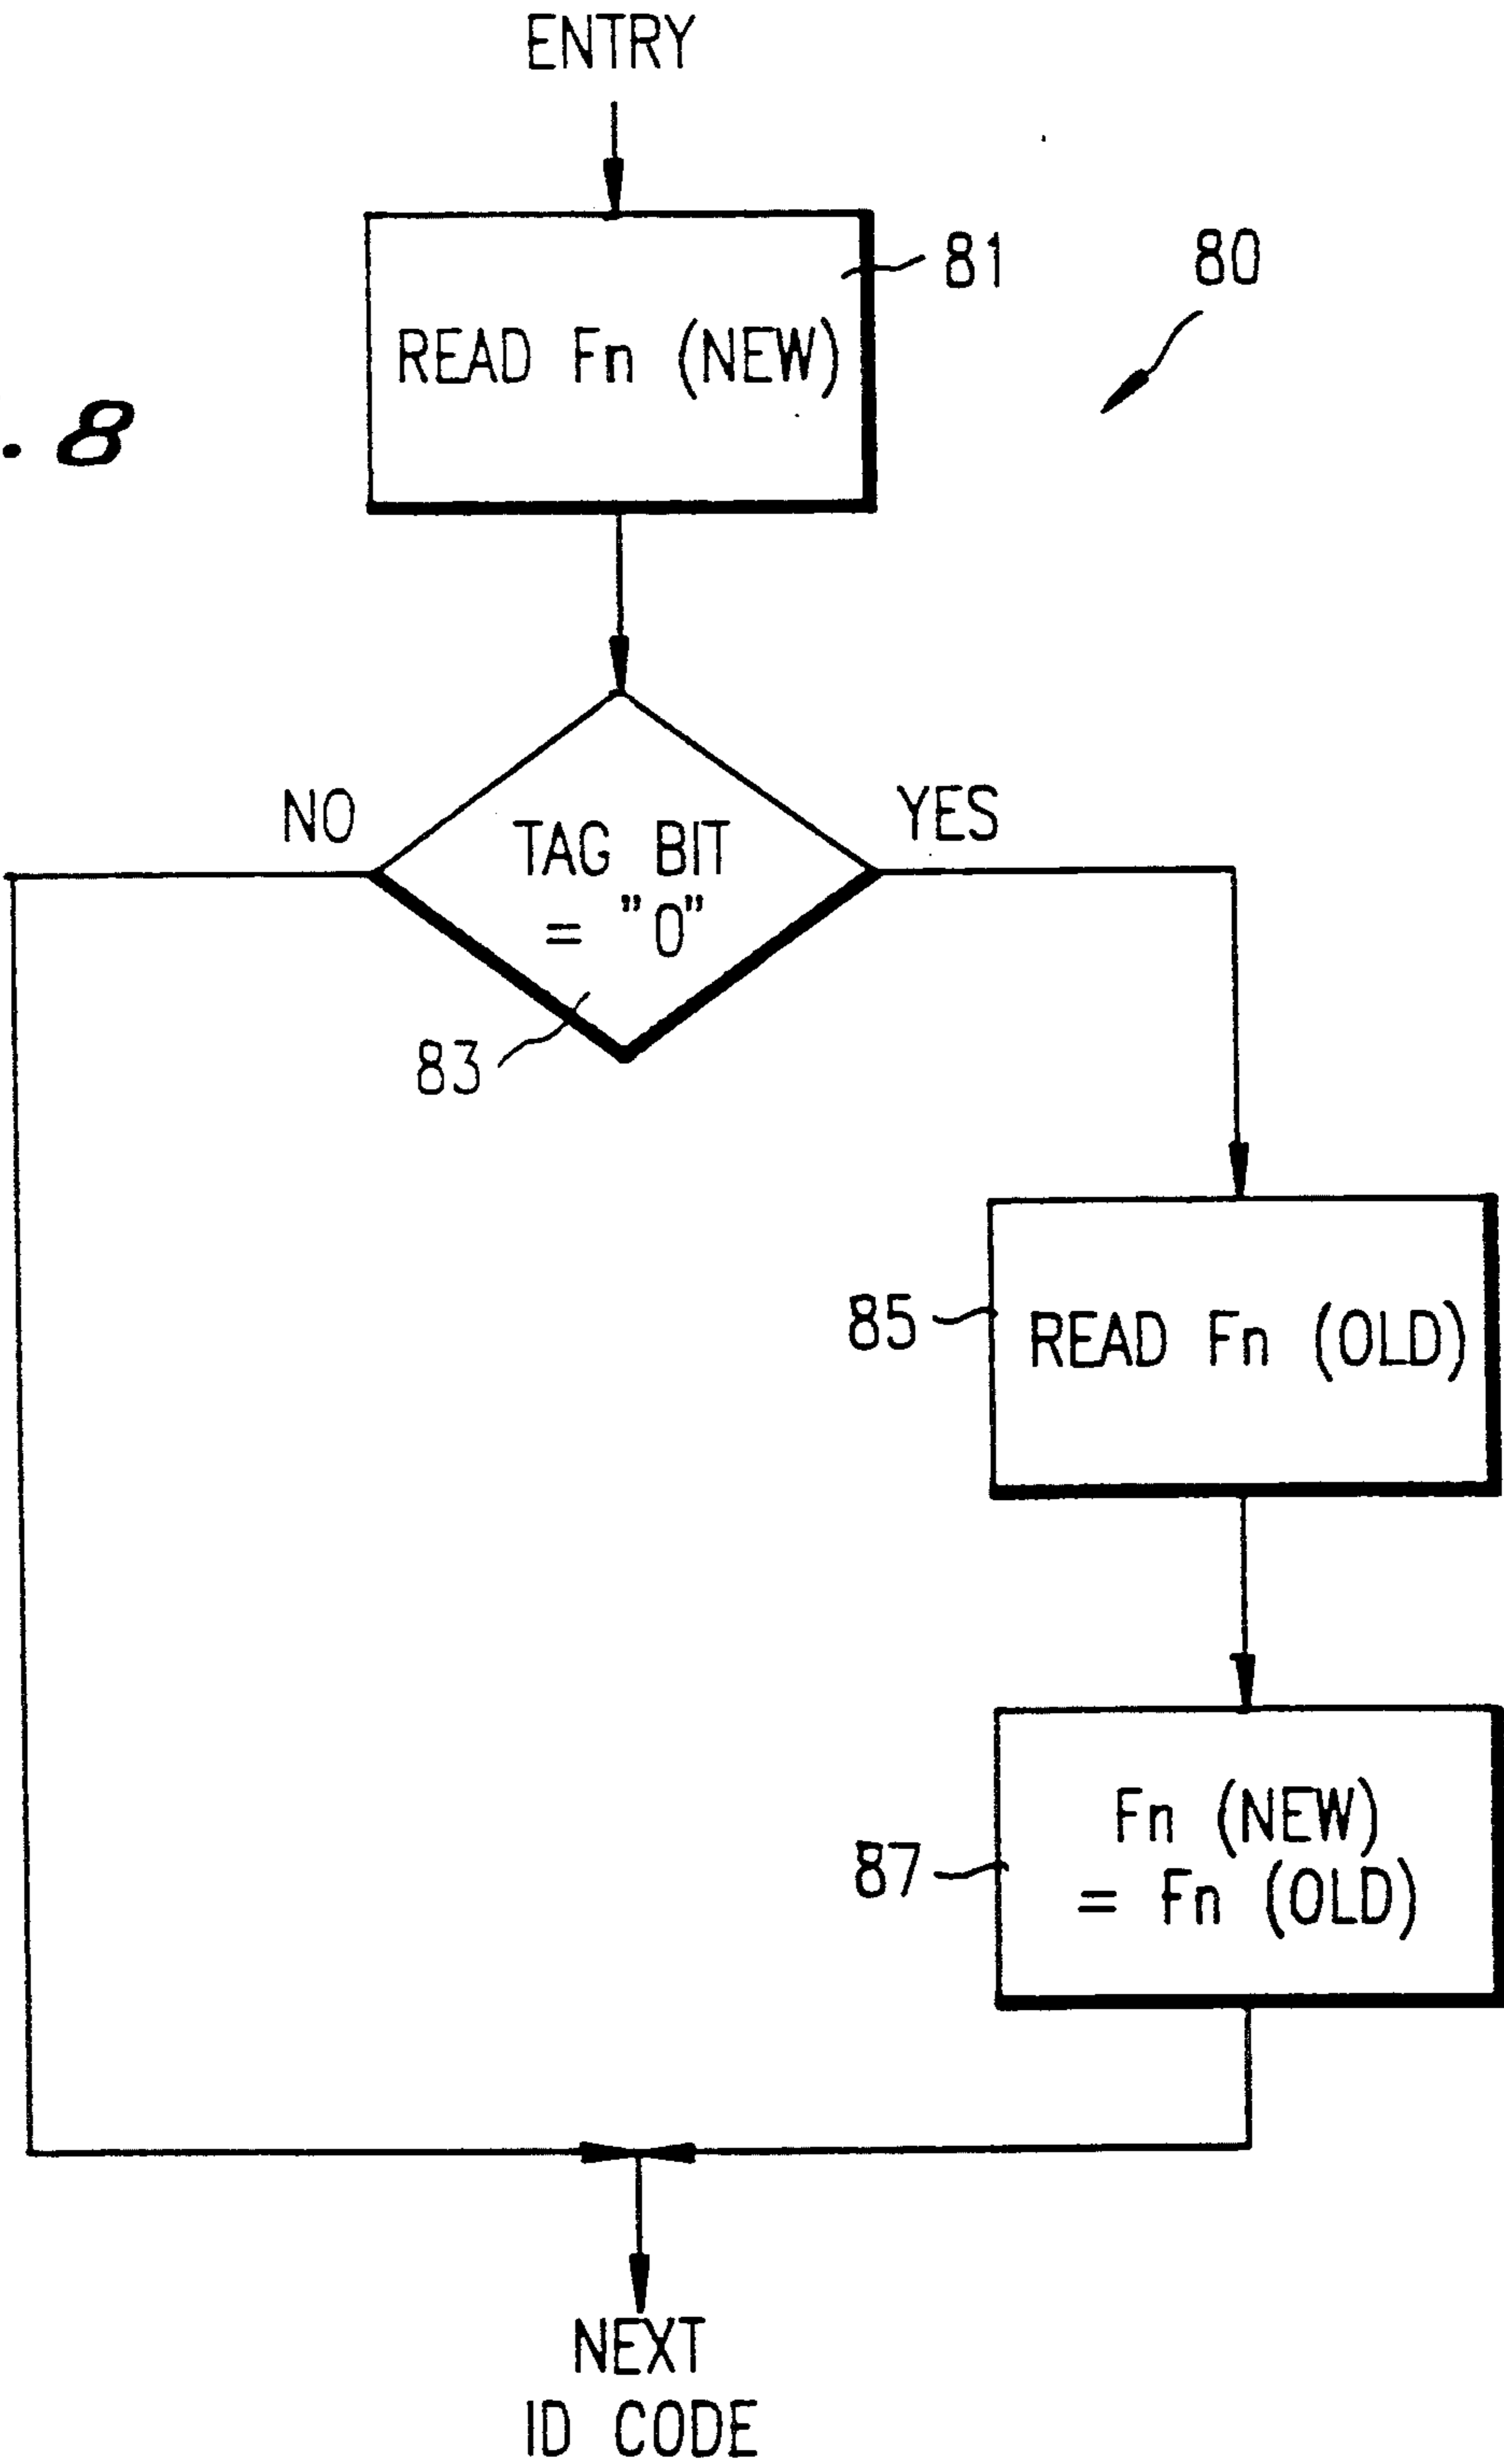 ENTRY
81
80
READ Fn (NEW)
.8
NO
YES
TAG BIT
= "0"
83
85
READ Fn (OLD)
Fn (NEW)
87
= Fn (OLD)
NEXT
ID CODE